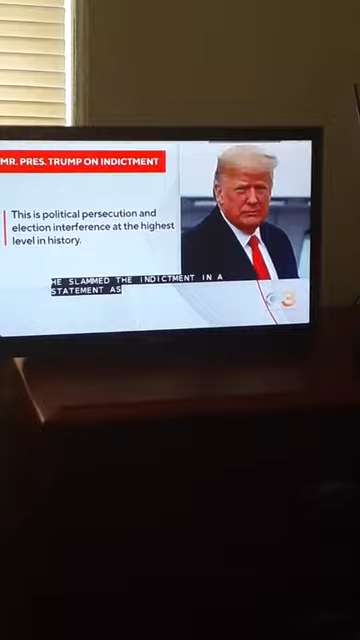 MR. PRES. TRUMP ON INDICTMENT
This is political persecution and
election interference at the highest
level in history.
HE SLAMMED THE INDICTMENT IN A
STATEMENT AS
3